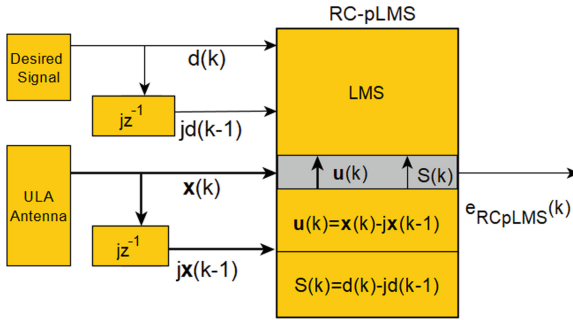 RC-pLMS
Desired
Signal
d(k)
LMS
jz⁻¹
jd(k-1)
ULA
Antenna
x(k)
u(k)
S(k)
e_RCpLMS(k)
jz⁻¹
u(k)=x(k)-jx(k-1)
jx(k-1)
S(k)=d(k)-jd(k-1)